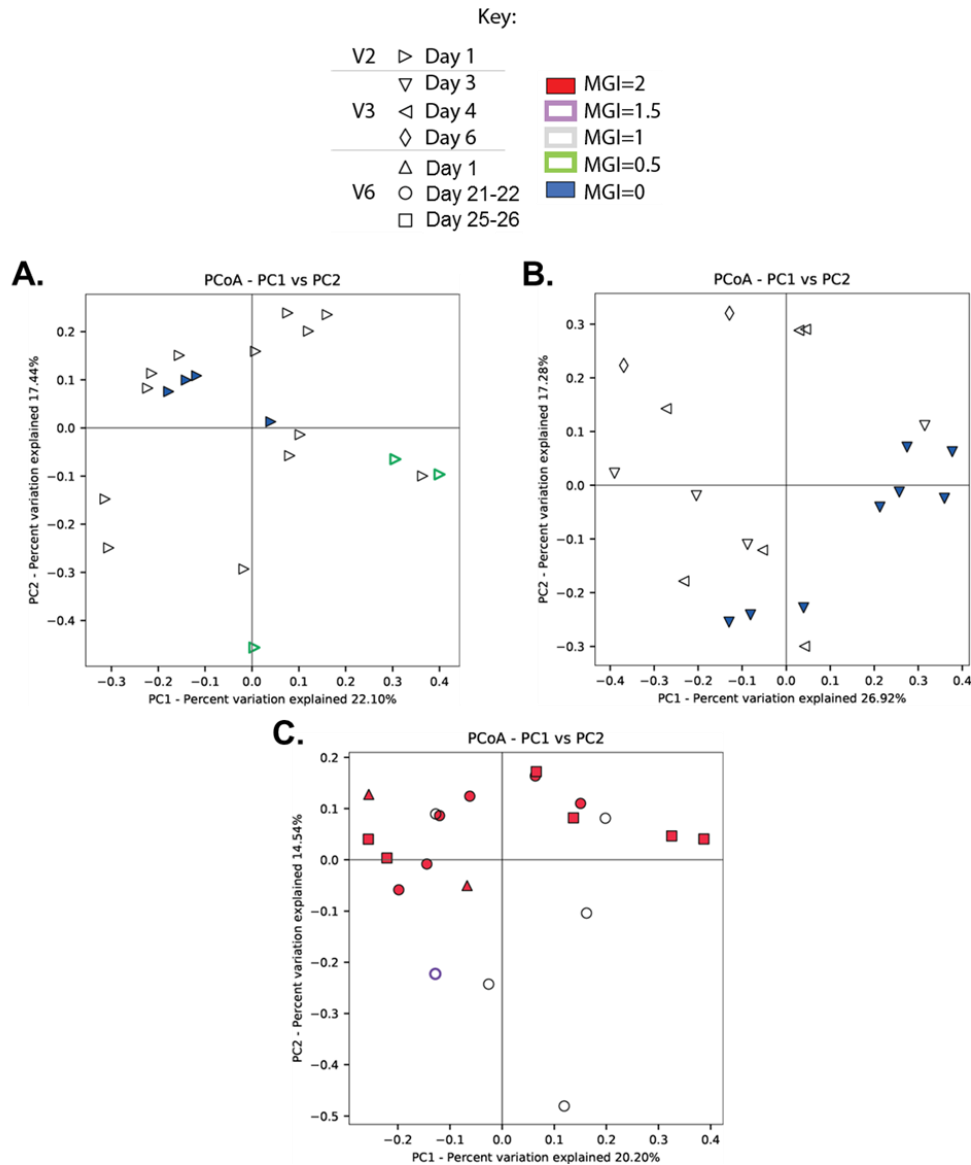 Key:
V2 Day 1
Day 3
V3 Day 4
Day 6
Day 1
V6 Day 21-22
Day 25-26
MGI=2
MGI=1.5
MGI=1
MGI=0.5
MGI=0
A.
PCoA - PC1 vs PC2
PC2 - Percent variation explained 17.44%
0.2
0.1
0.0
−0.1
−0.2
−0.3
−0.4
−0.3 −0.2 −0.1 0.0 0.1 0.2 0.3 0.4
PC1 - Percent variation explained 22.10%
B.
PCoA - PC1 vs PC2
PC2 - Percent variation explained 17.28%
0.3
0.2
0.1
0.0
−0.1
−0.2
−0.3
−0.4 −0.3 −0.2 −0.1 0.0 0.1 0.2 0.3 0.4
PC1 - Percent variation explained 26.92%
C.
PCoA - PC1 vs PC2
PC2 - Percent variation explained 14.54%
0.2
0.1
0.0
−0.1
−0.2
−0.3
−0.4
−0.5
−0.2 −0.1 0.0 0.1 0.2 0.3 0.4
PC1 - Percent variation explained 20.20%